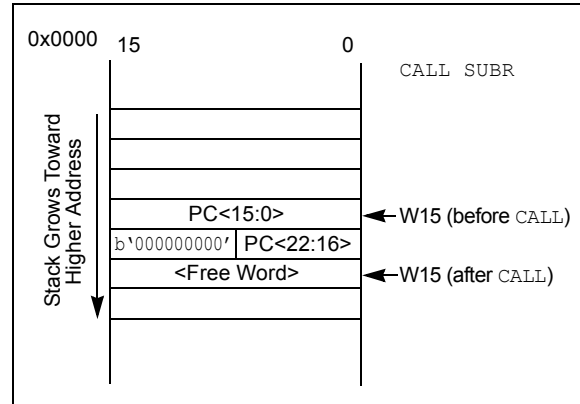 0x0000
15 0
CALL SUBR
Stack Grows Toward
Higher Address
PC<15:0>
W15 (before CALL)
b‘000000000’ PC<22:16>
<Free Word>
W15 (after CALL)